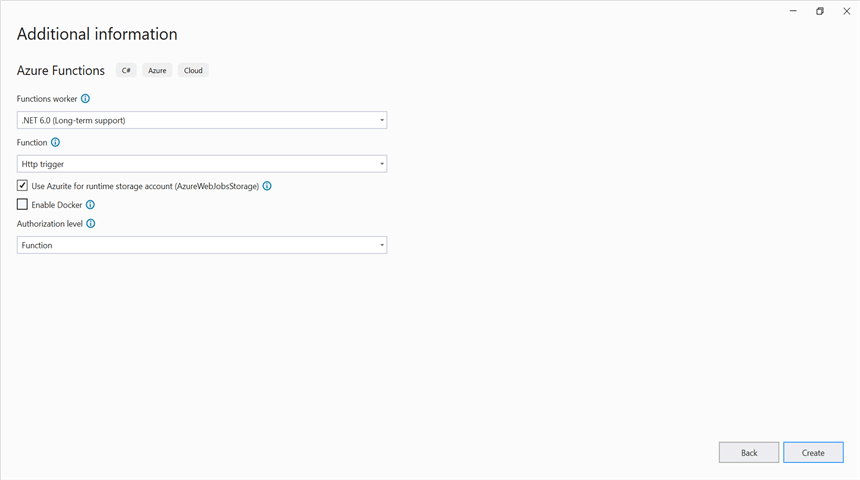 Additional information
Azure Functions C# Azure Cloud
Functions worker
.NET 6.0 (Long-term support)
Function
Http trigger
Use Azurite for runtime storage account (AzureWebJobsStorage)
Enable Docker
Authorization level
Function
Back Create